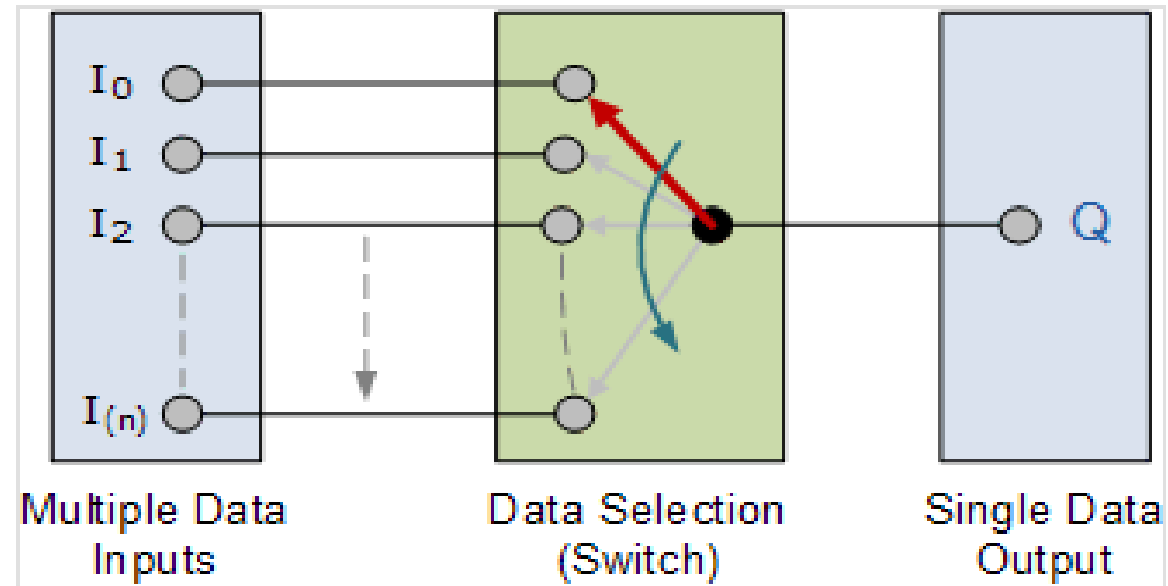 I0
I1
I2
I(n)
Q
Multiple Data
Inputs
Data Selection
(Switch)
Single Data
Output